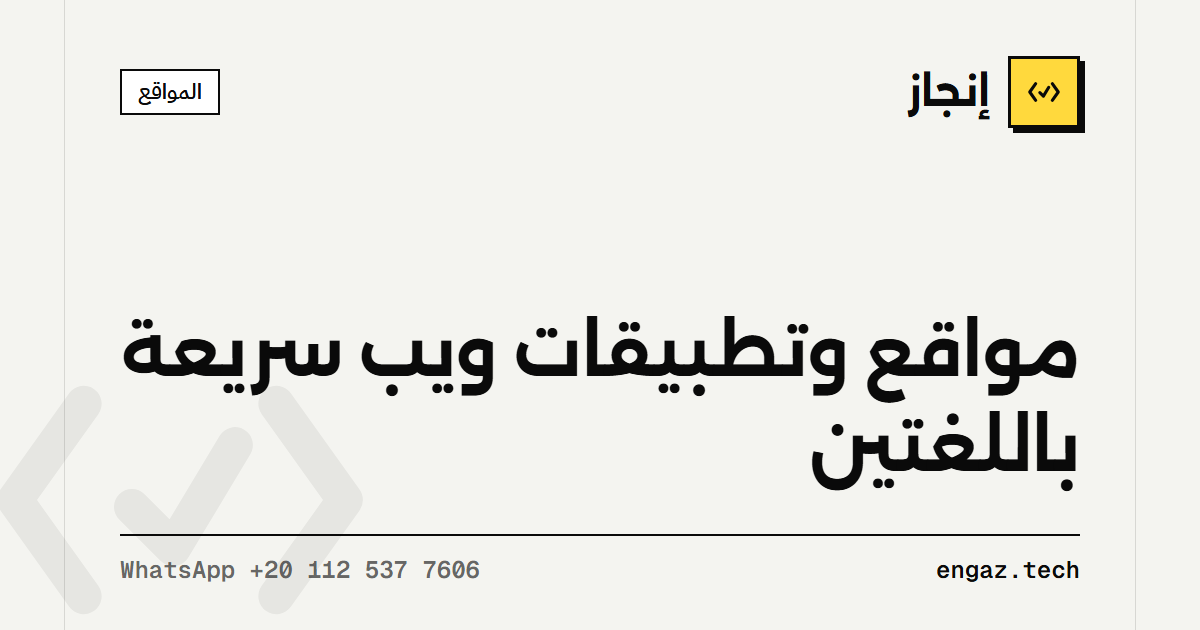 إنجاز
المواقع
مواقع وتطبيقات ويب سريعة
باللغتين
engaz.tech
WhatsApp +20 112 537 7606